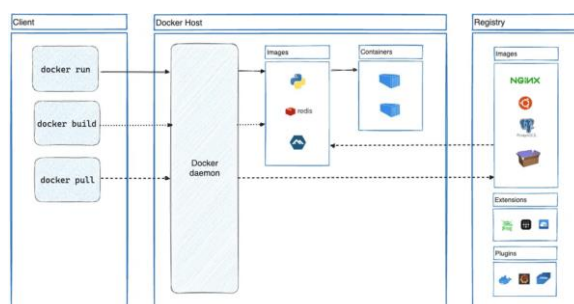 Client
Docker Host
Registry
docker run
docker build
docker pull
Docker
daemon
Images
redis
Containers
Images
NGINX
PostgreSQL
Extensions
Plugins